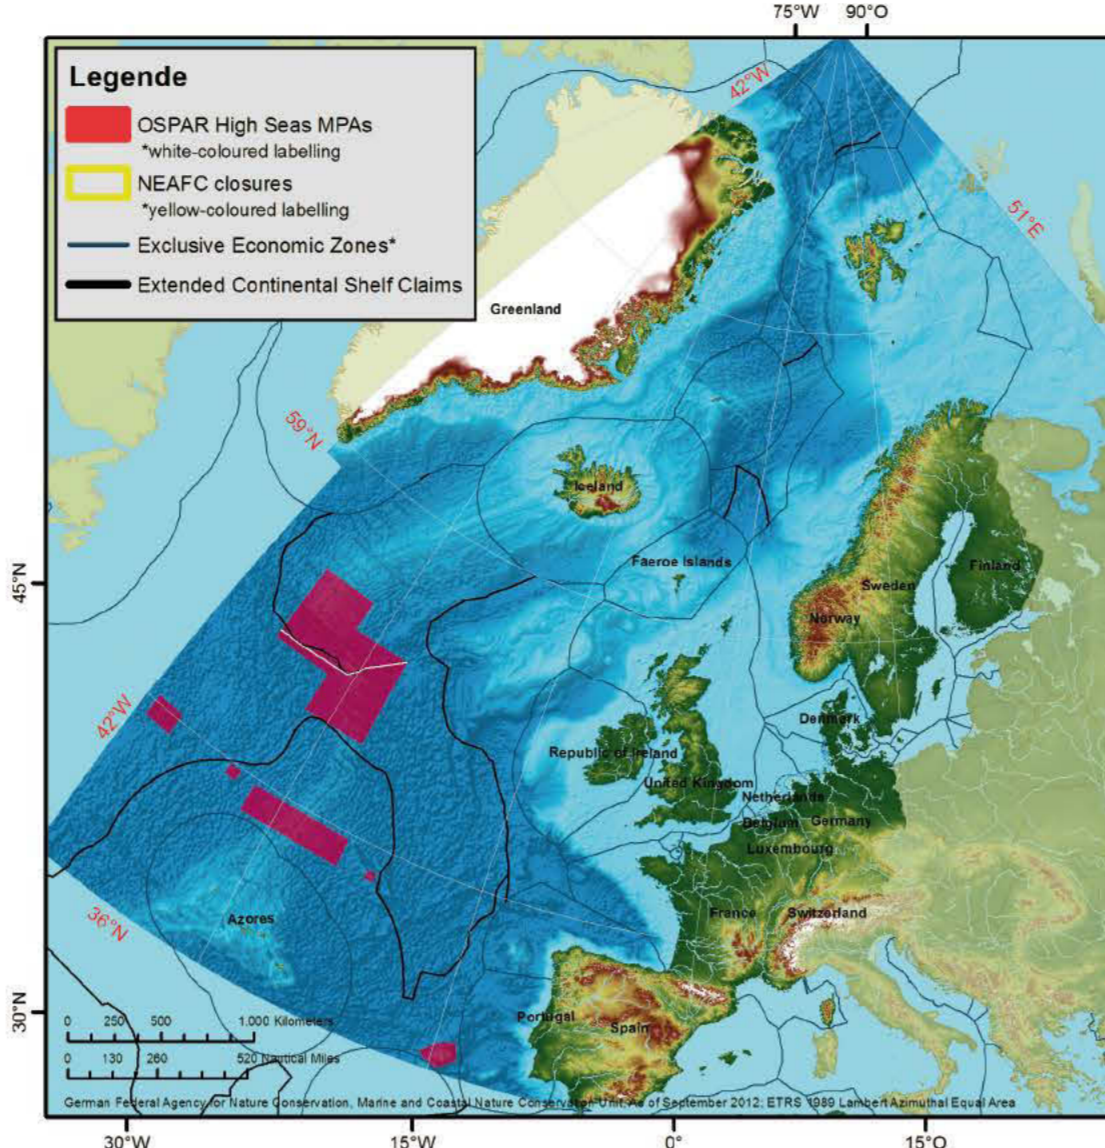 75°W 90°O
Legende
OSPAR High Seas MPAs
*white-coloured labelling
NEAFC closures
*yellow-coloured labelling
Exclusive Economic Zones*
Extended Continental Shelf Claims
42°W
51°E
Greenland
59°N
Iceland
45°N
Faeroe Islands
Finland
Sweden
Norway
42°W
Denmark
Republic of Ireland
United Kingdom
Netherlands
Belgium Germany
Luxembourg
36°N
Azores
France Switzerland
30°N
Portugal
Spain
0 250 500 1.000 Kilometers
0 130 260 520 Nautical Miles
German Federal Agency for Nature Conservation, Marine and Coastal Nature Conservation Unit; As of September 2012; ETRS 1989 Lambert Azimuthal Equal Area
30°W 15°W 0° 15°O